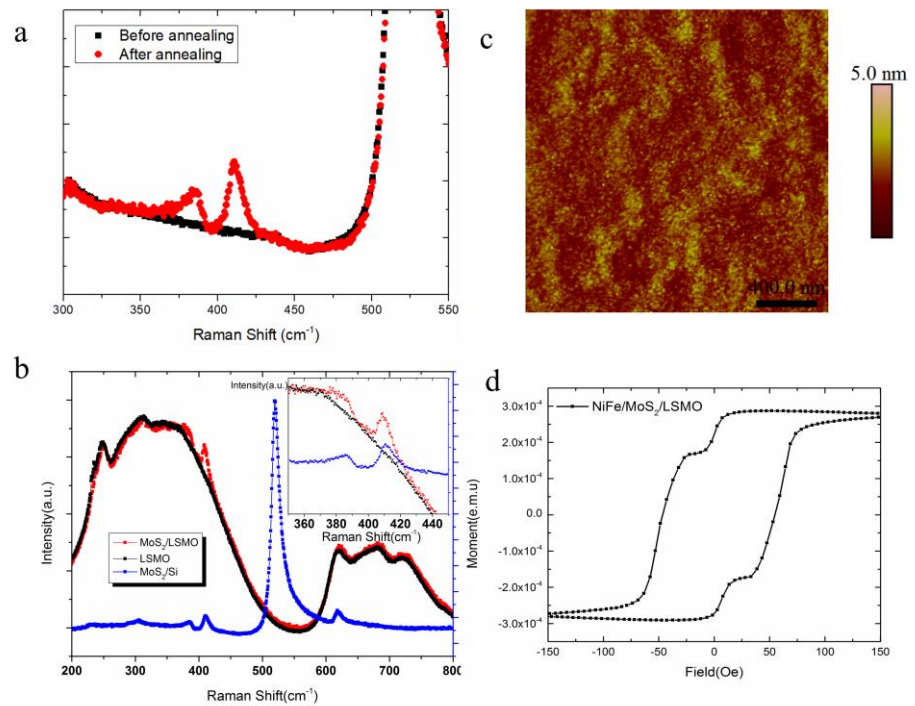 a
Before annealing
After annealing
300 350 400 450 500 550
Raman Shift (cm-1)
c
5.0 nm
400.0 nm
b
Intensity(a.u.)
MoS2/LSMO
LSMO
MoS2/Si
200 300 400 500 600 700 800
Raman Shift(cm-1)
Intensity(a.u.)
360 380 400 420 440
Raman Shift(cm-1)
d
NiFe/MoS2/LSMO
Moment(e.m.u)
3.0x10-4
2.0x10-4
1.0x10-4
0.0
-1.0x10-4
-2.0x10-4
-3.0x10-4
-150 -100 -50 0 50 100 150
Field(Oe)